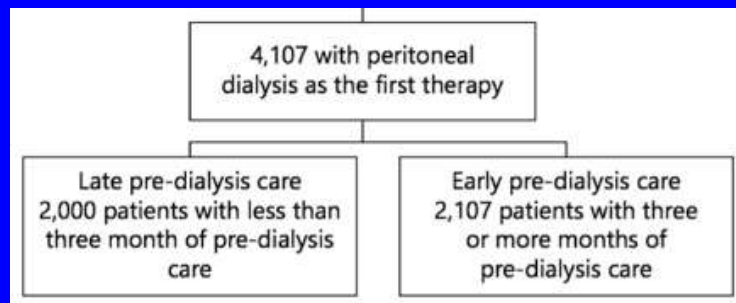 4,107 with peritoneal
dialysis as the first therapy
Late pre-dialysis care
2,000 patients with less than
three month of pre-dialysis
care
Early pre-dialysis care
2,107 patients with three
or more months of
pre-dialysis care